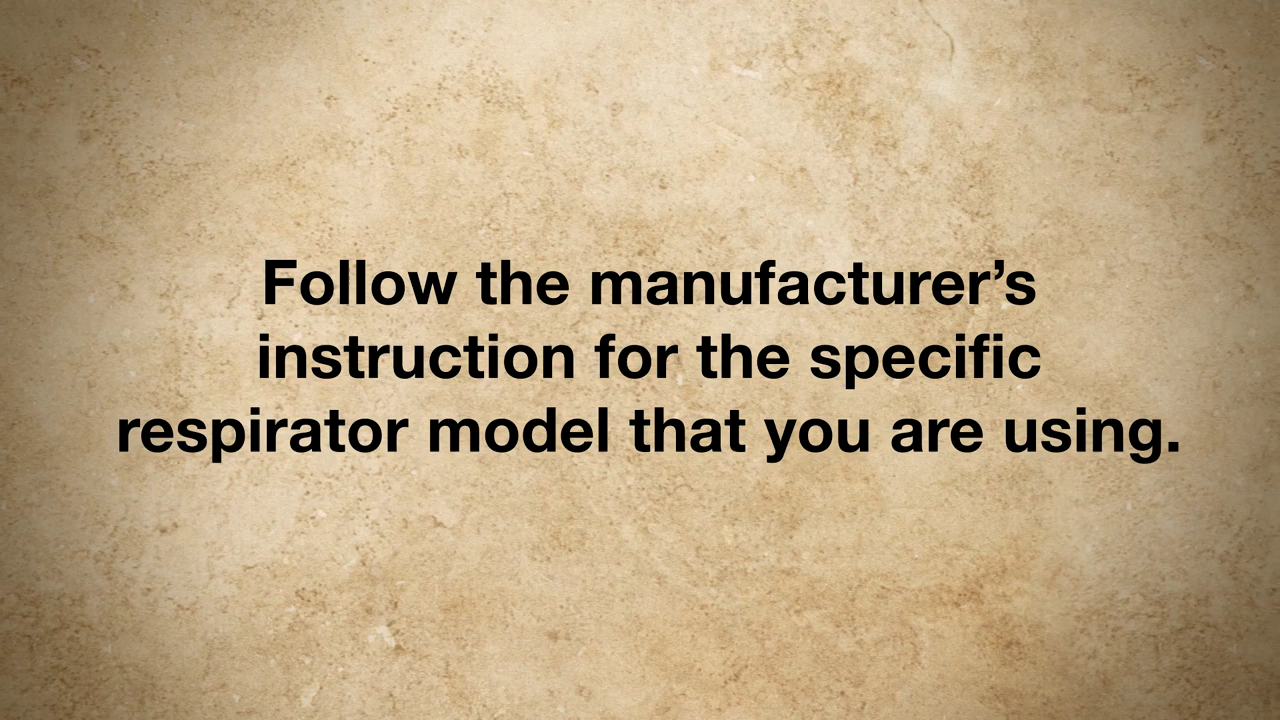 Follow the manufacturer’s
instruction for the specific
respirator model that you are using.